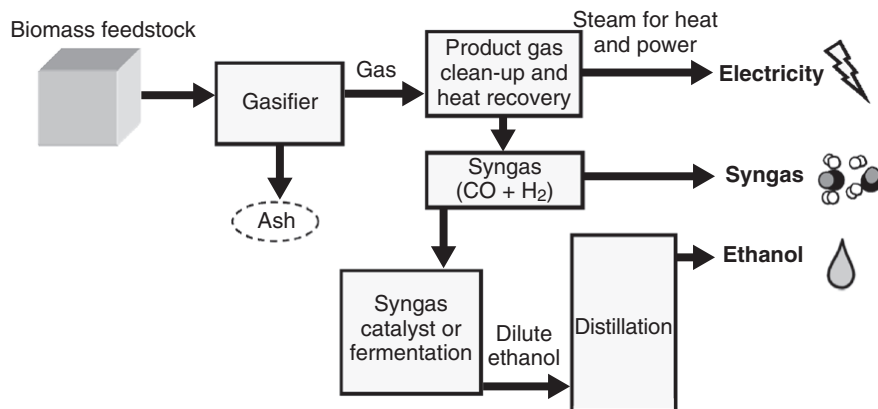 Biomass feedstock
Gasifier
Ash
Gas
Product gas
clean-up and
heat recovery
Steam for heat
and power
Electricity
Syngas
(CO + H₂)
Syngas
Syngas
catalyst or
fermentation
Dilute
ethanol
Distillation
Ethanol